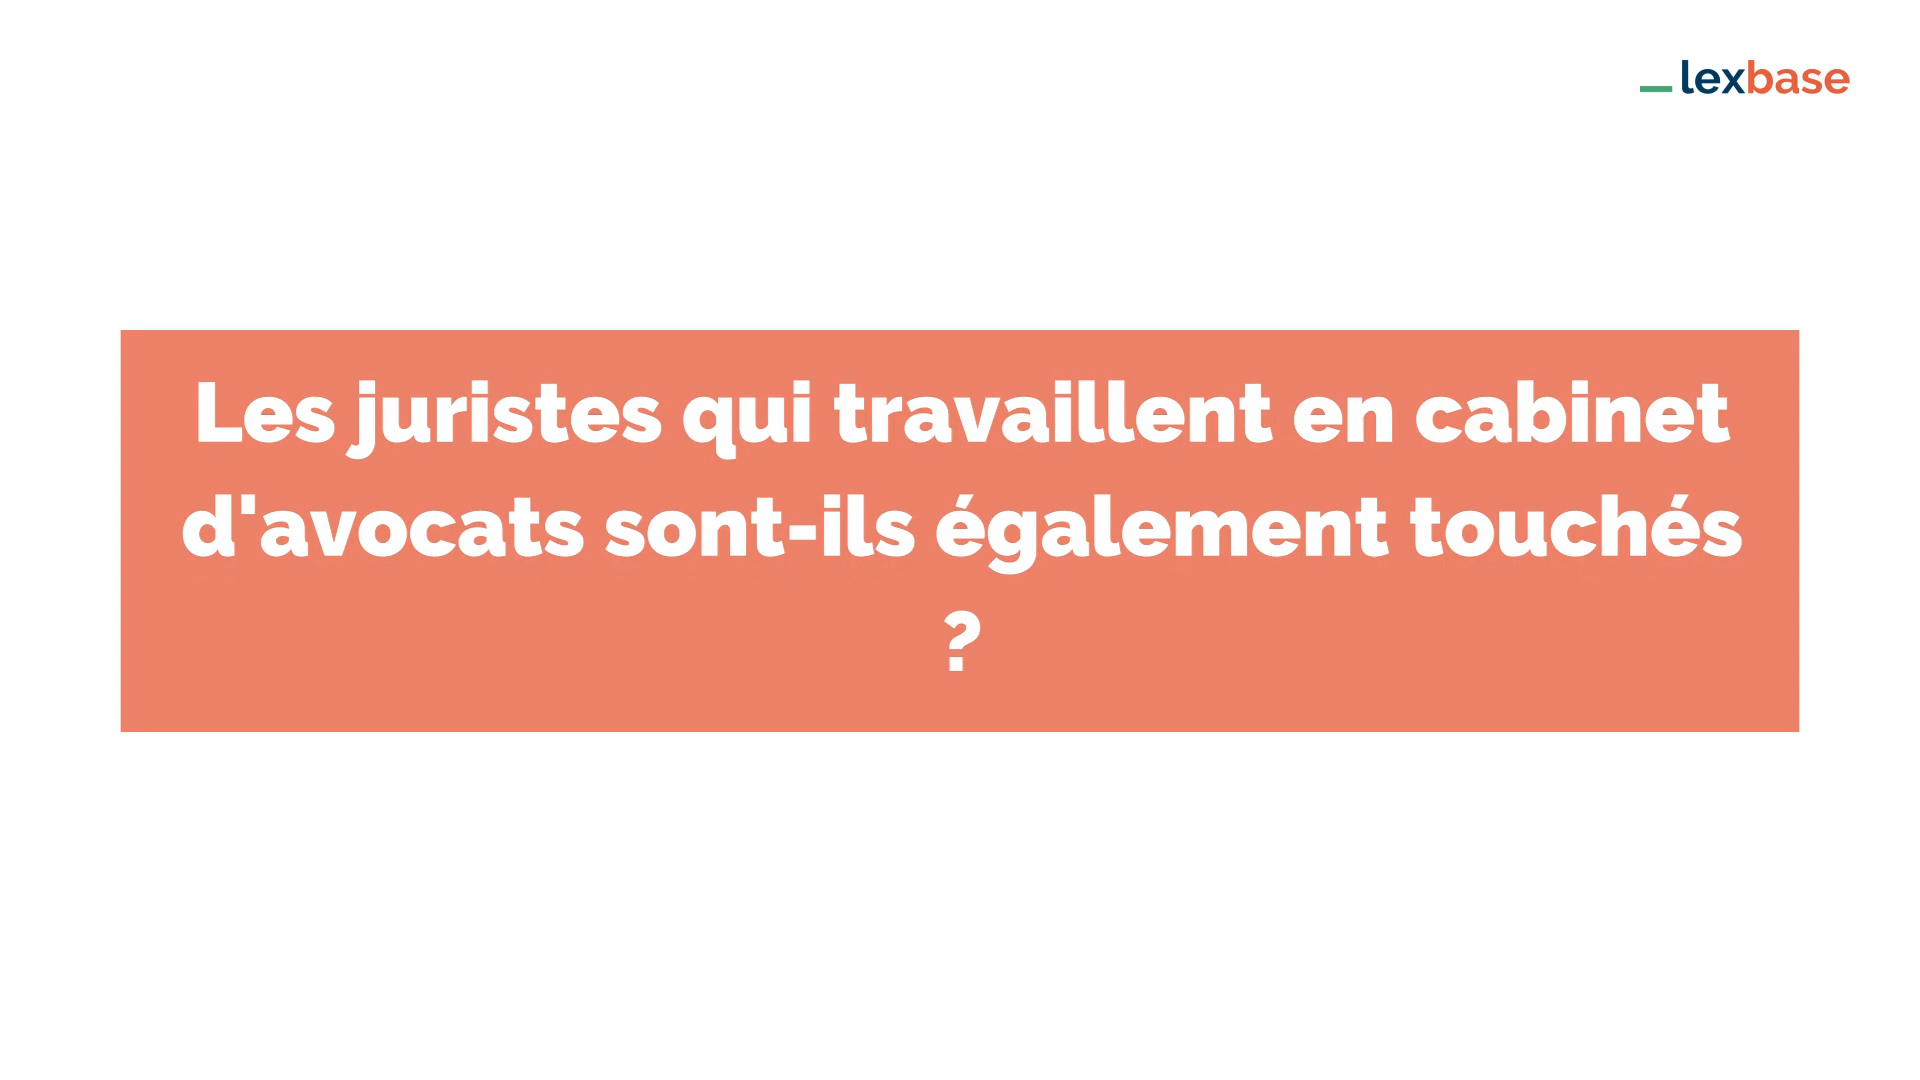 lexbase
Les juristes qui travaillent en cabinet
d'avocats sont-ils également touchés
?